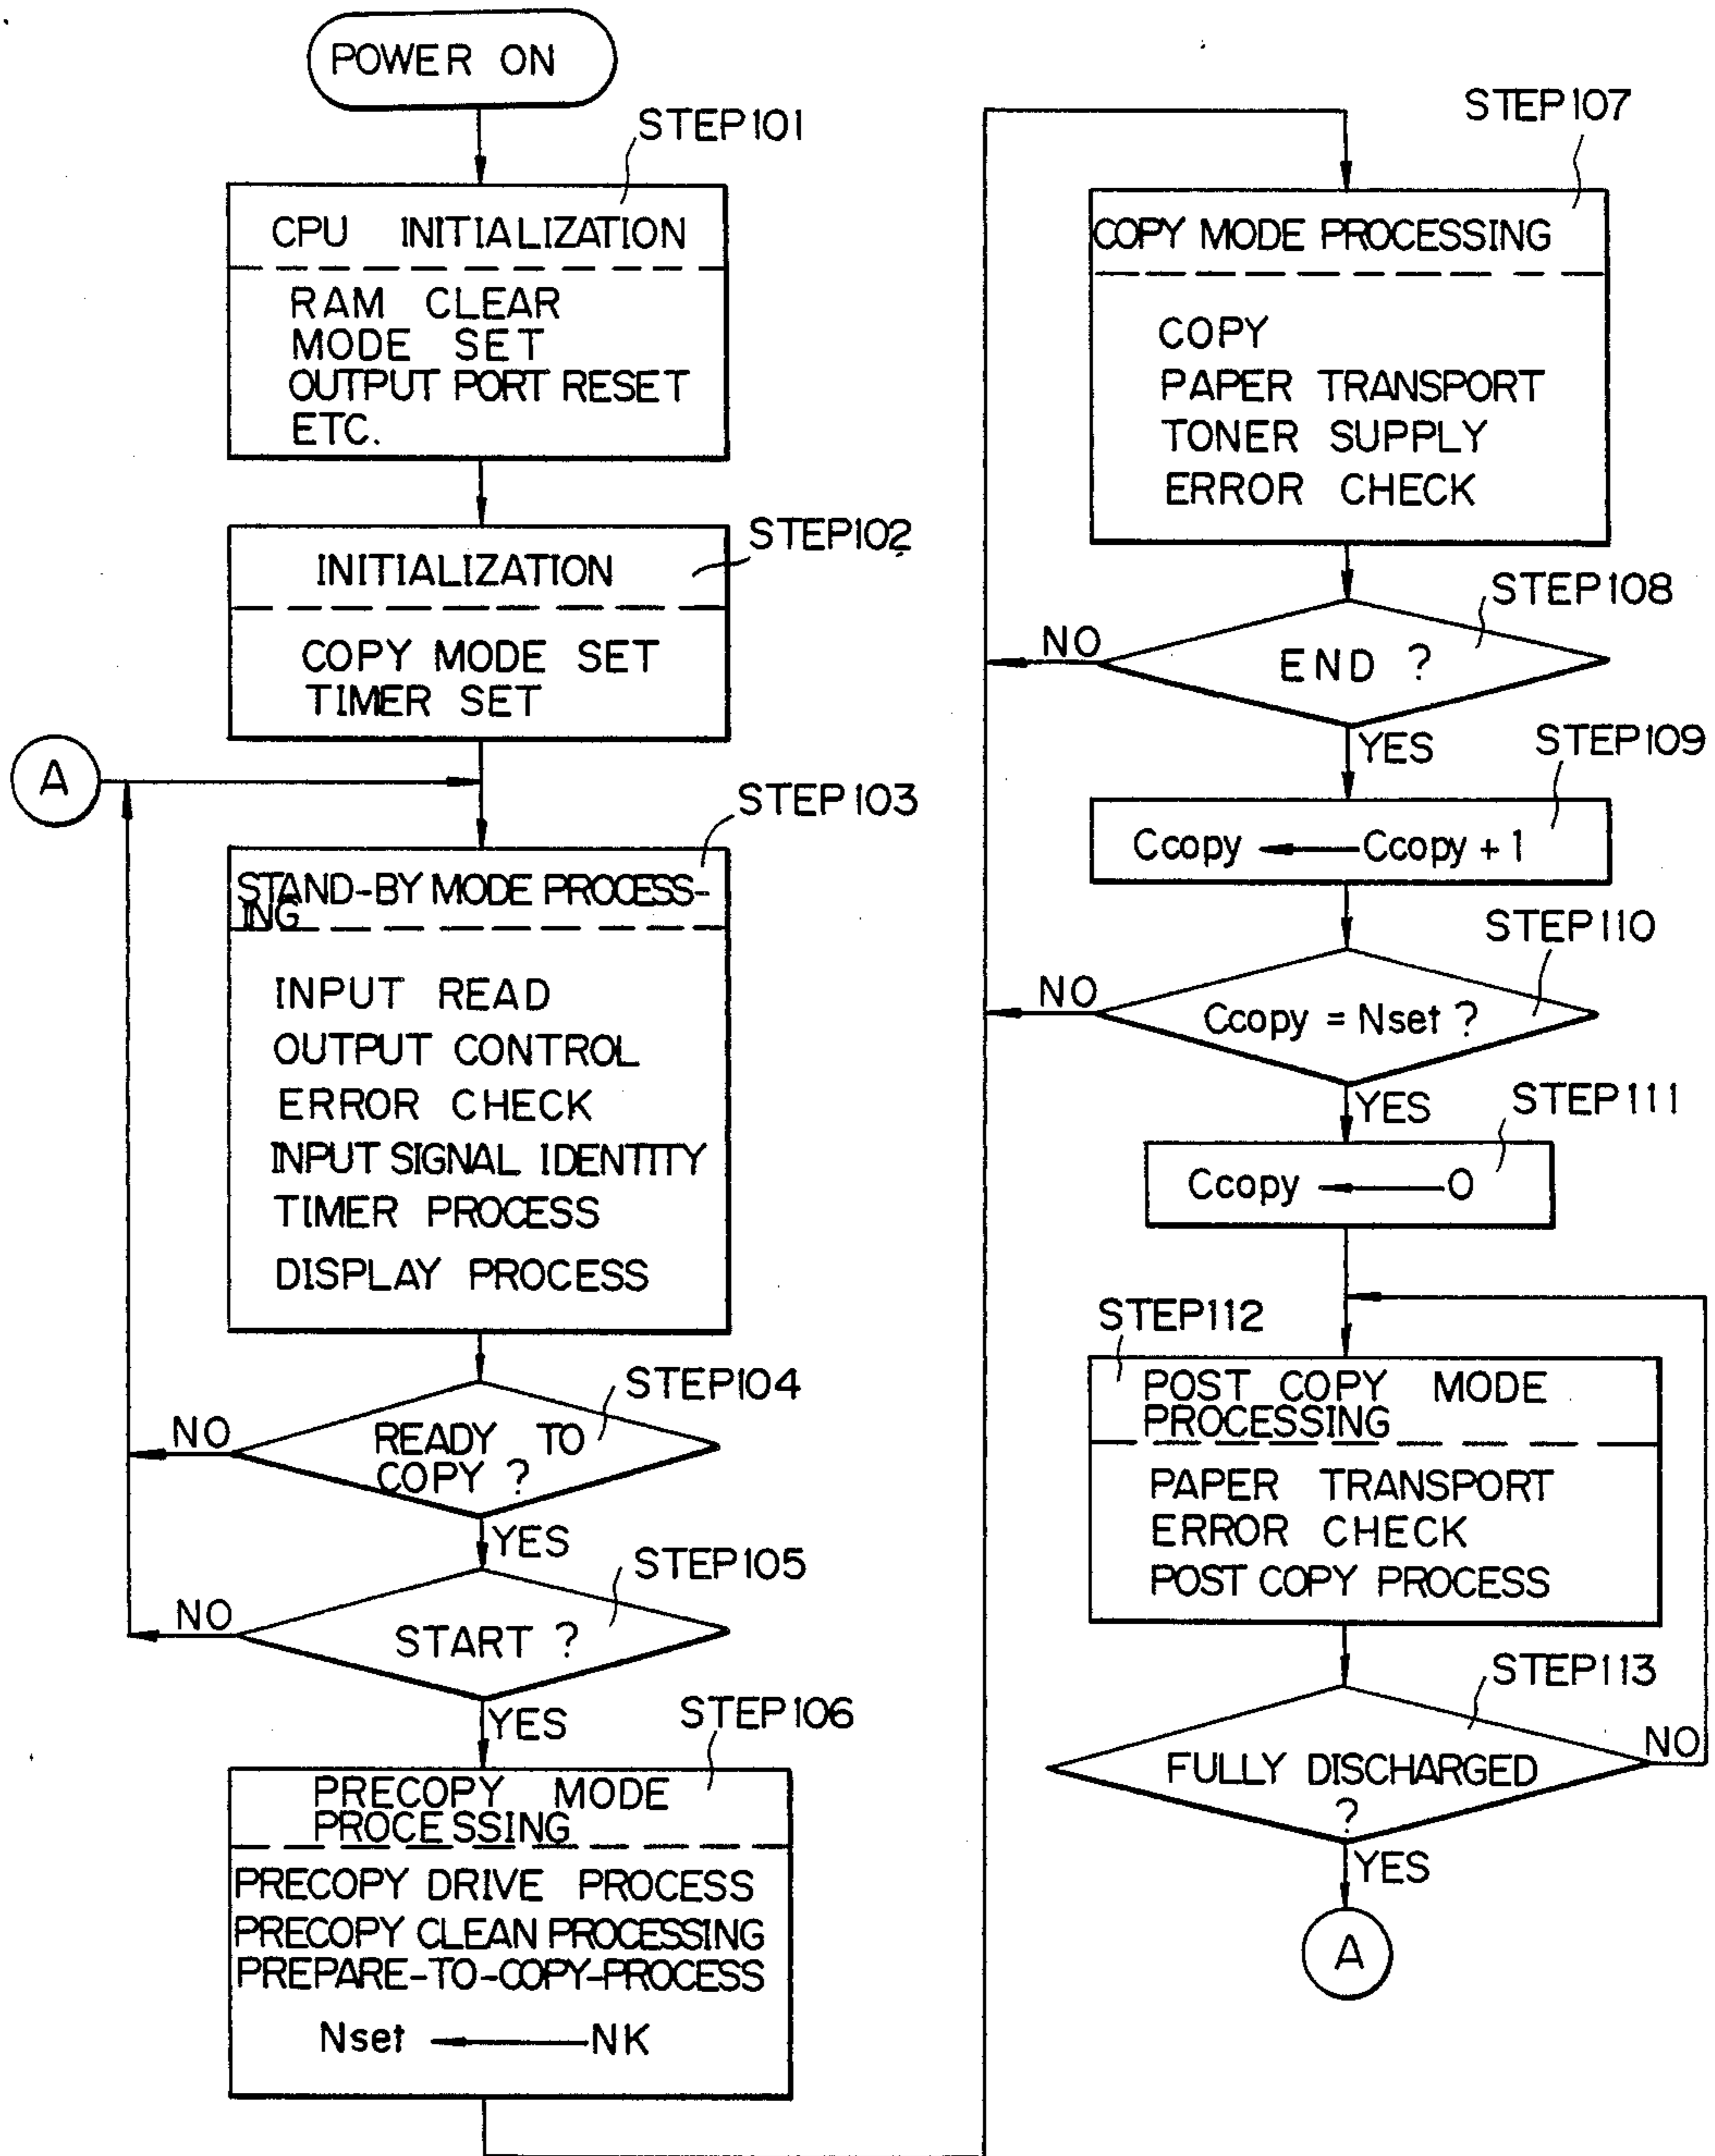 POWER ON
STEP101
CPU INITIALIZATION
RAM CLEAR
MODE SET
OUTPUT PORT RESET
ETC.
STEP102
INITIALIZATION
COPY MODE SET
TIMER SET
A
STEP103
STAND-BY MODE PROCESS-
ING
INPUT READ
OUTPUT CONTROL
ERROR CHECK
INPUT SIGNAL IDENTITY
TIMER PROCESS
DISPLAY PROCESS
STEP104
READY TO
COPY ?
NO
YES
STEP105
START ?
NO
YES
STEP106
PRECOPY MODE
PROCESSING
PRECOPY DRIVE PROCESS
PRECOPY CLEAN PROCESSING
PREPARE-TO-COPY-PROCESS
Nset ← NK
STEP107
COPY MODE PROCESSING
COPY
PAPER TRANSPORT
TONER SUPPLY
ERROR CHECK
STEP108
END ?
NO
YES
STEP109
Ccopy ← Ccopy + 1
STEP110
Ccopy = Nset ?
NO
YES
STEP111
Ccopy ← O
STEP112
POST COPY MODE
PROCESSING
PAPER TRANSPORT
ERROR CHECK
POST COPY PROCESS
STEP113
FULLY DISCHARGED
?
NO
YES
A